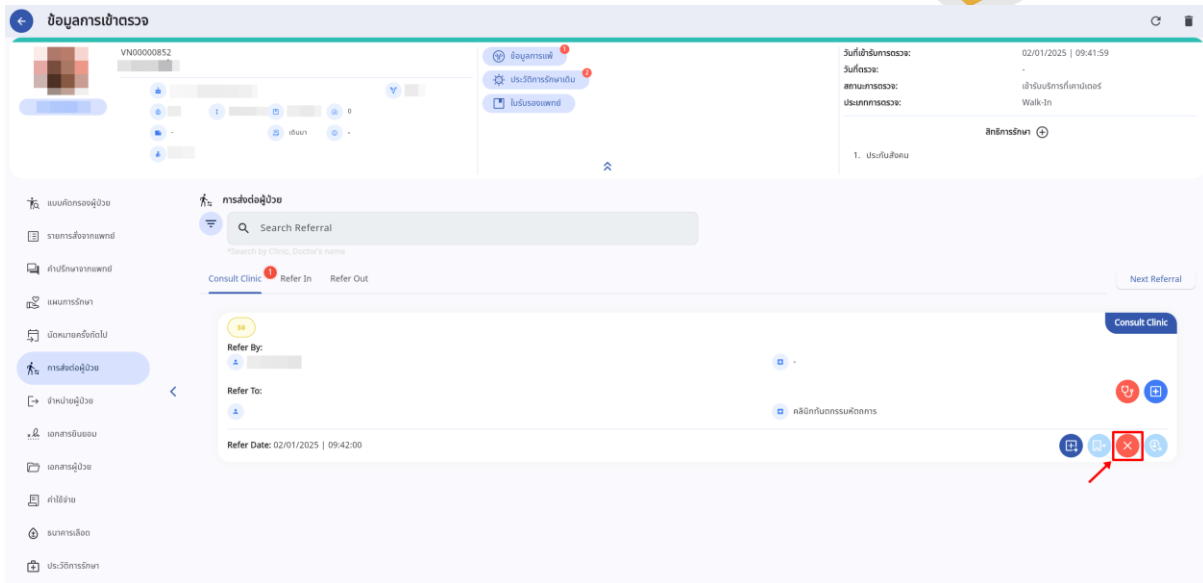 ข้อมูลการเข้าตรวจ
VN00000852
0
-
เดินมา
-
ข้อมูลการแพ้
1
ประวัติการรักษาเดิม
2
ใบรับรองแพทย์
วันที่เข้ารับการตรวจ: 02/01/2025 | 09:41:59
วันที่ตรวจ: -
สถานะการตรวจ: เข้ารับบริการที่เคาน์เตอร์
ประเภทการตรวจ: Walk-In
สิทธิการรักษา
1. ประกันสังคม
แบบคัดกรองผู้ป่วย
รายการสั่งจากแพทย์
คำปรึกษาจากแพทย์
แผนการรักษา
นัดหมายครั้งถัดไป
การส่งต่อผู้ป่วย
จำหน่ายผู้ป่วย
เอกสารยินยอม
เอกสารผู้ป่วย
ค่าใช้จ่าย
ธนาคารเลือด
ประวัติการรักษา
การส่งต่อผู้ป่วย
Search Referral
*Search by Clinic, Doctor's name
Consult Clinic 1 Refer In Refer Out
Next Referral
รอ
Consult Clinic
Refer By:
-
Refer To:
คลินิกทันตกรรมหัตถการ
Refer Date: 02/01/2025 | 09:42:00